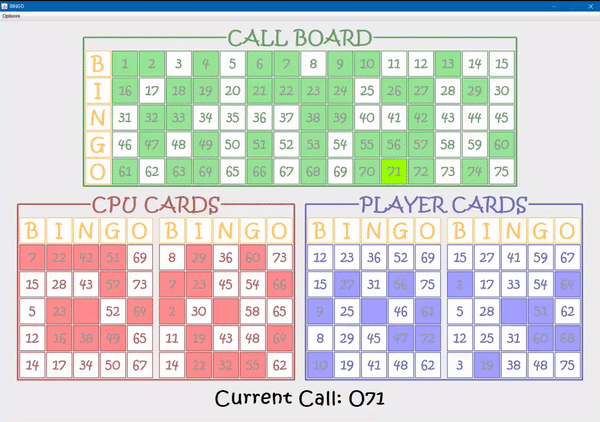 BINGO
Options
CALL BOARD
B 1 2 3 4 5 6 7 8 9 10 11 12 13 14 15
I 16 17 18 19 20 21 22 23 24 25 26 27 28 29 30
N 31 32 33 34 35 36 37 38 39 40 41 42 43 44 45
G 46 47 48 49 50 51 52 53 54 55 56 57 58 59 60
O 61 62 63 64 65 66 67 68 69 70 71 72 73 74 75
CPU CARDS PLAYER CARDS
B I N G O B I N G O B I N G O B I N G O
7 22 42 51 69 8 29 36 60 73 12 23 36 52 69 15 27 41 59 67
15 28 43 57 73 7 23 45 54 66 15 27 31 56 75 2 17 33 54 64
5 23 52 64 2 30 58 65 9 25 46 61 5 28 51 62
12 16 38 49 65 11 19 43 48 64 8 29 45 47 72 12 25 31 60 68
14 17 34 50 67 14 21 32 55 62 10 19 41 48 62 3 19 38 48 75
Current Call: O71